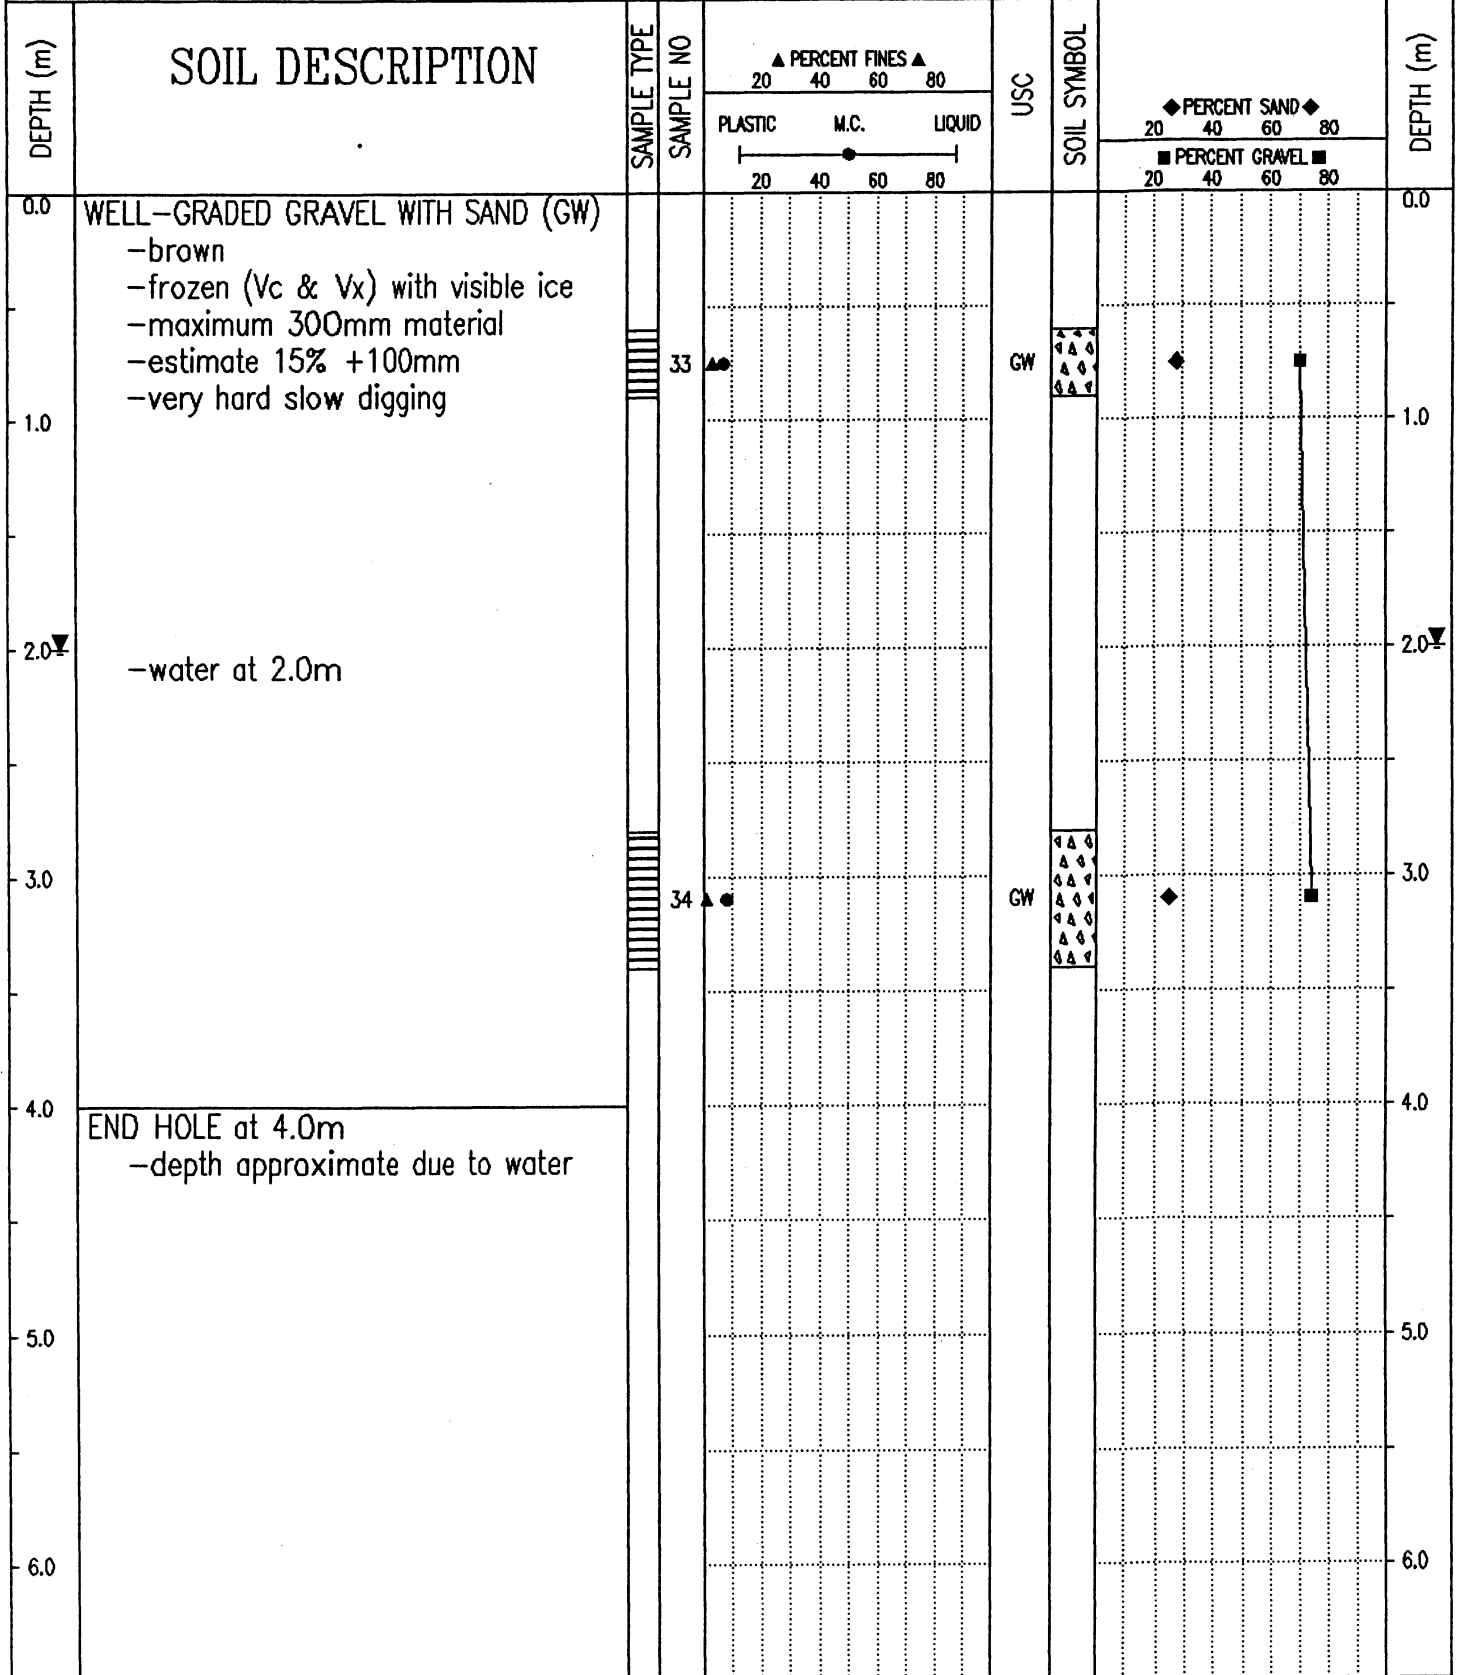 DEPTH (m)
SOIL DESCRIPTION
SAMPLE TYPE
SAMPLE NO
▲ PERCENT FINES ▲
20 40 60 80
PLASTIC M.C. LIQUID
20 40 60 80
USC
SOIL SYMBOL
◆PERCENT SAND◆
20 40 60 80
■ PERCENT GRAVEL ■
20 40 60 80
DEPTH (m)
0.0
WELL-GRADED GRAVEL WITH SAND (GW)
0.0
-brown
-frozen (Vc & Vx) with visible ice
-maximum 300mm material
-estimate 15% +100mm
33
GW
-very hard slow digging
1.0
1.0
2.0
-water at 2.0m
2.0
3.0
34
GW
3.0
4.0
END HOLE at 4.0m
4.0
-depth approximate due to water
5.0
5.0
6.0
6.0